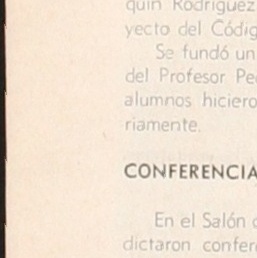 quín Rodríguez
yecto del Códig
Se fundó un
del Profesor Pe
alumnos hiciero
riamente.
CONFERENCIA
En el Salón
dictaron confer